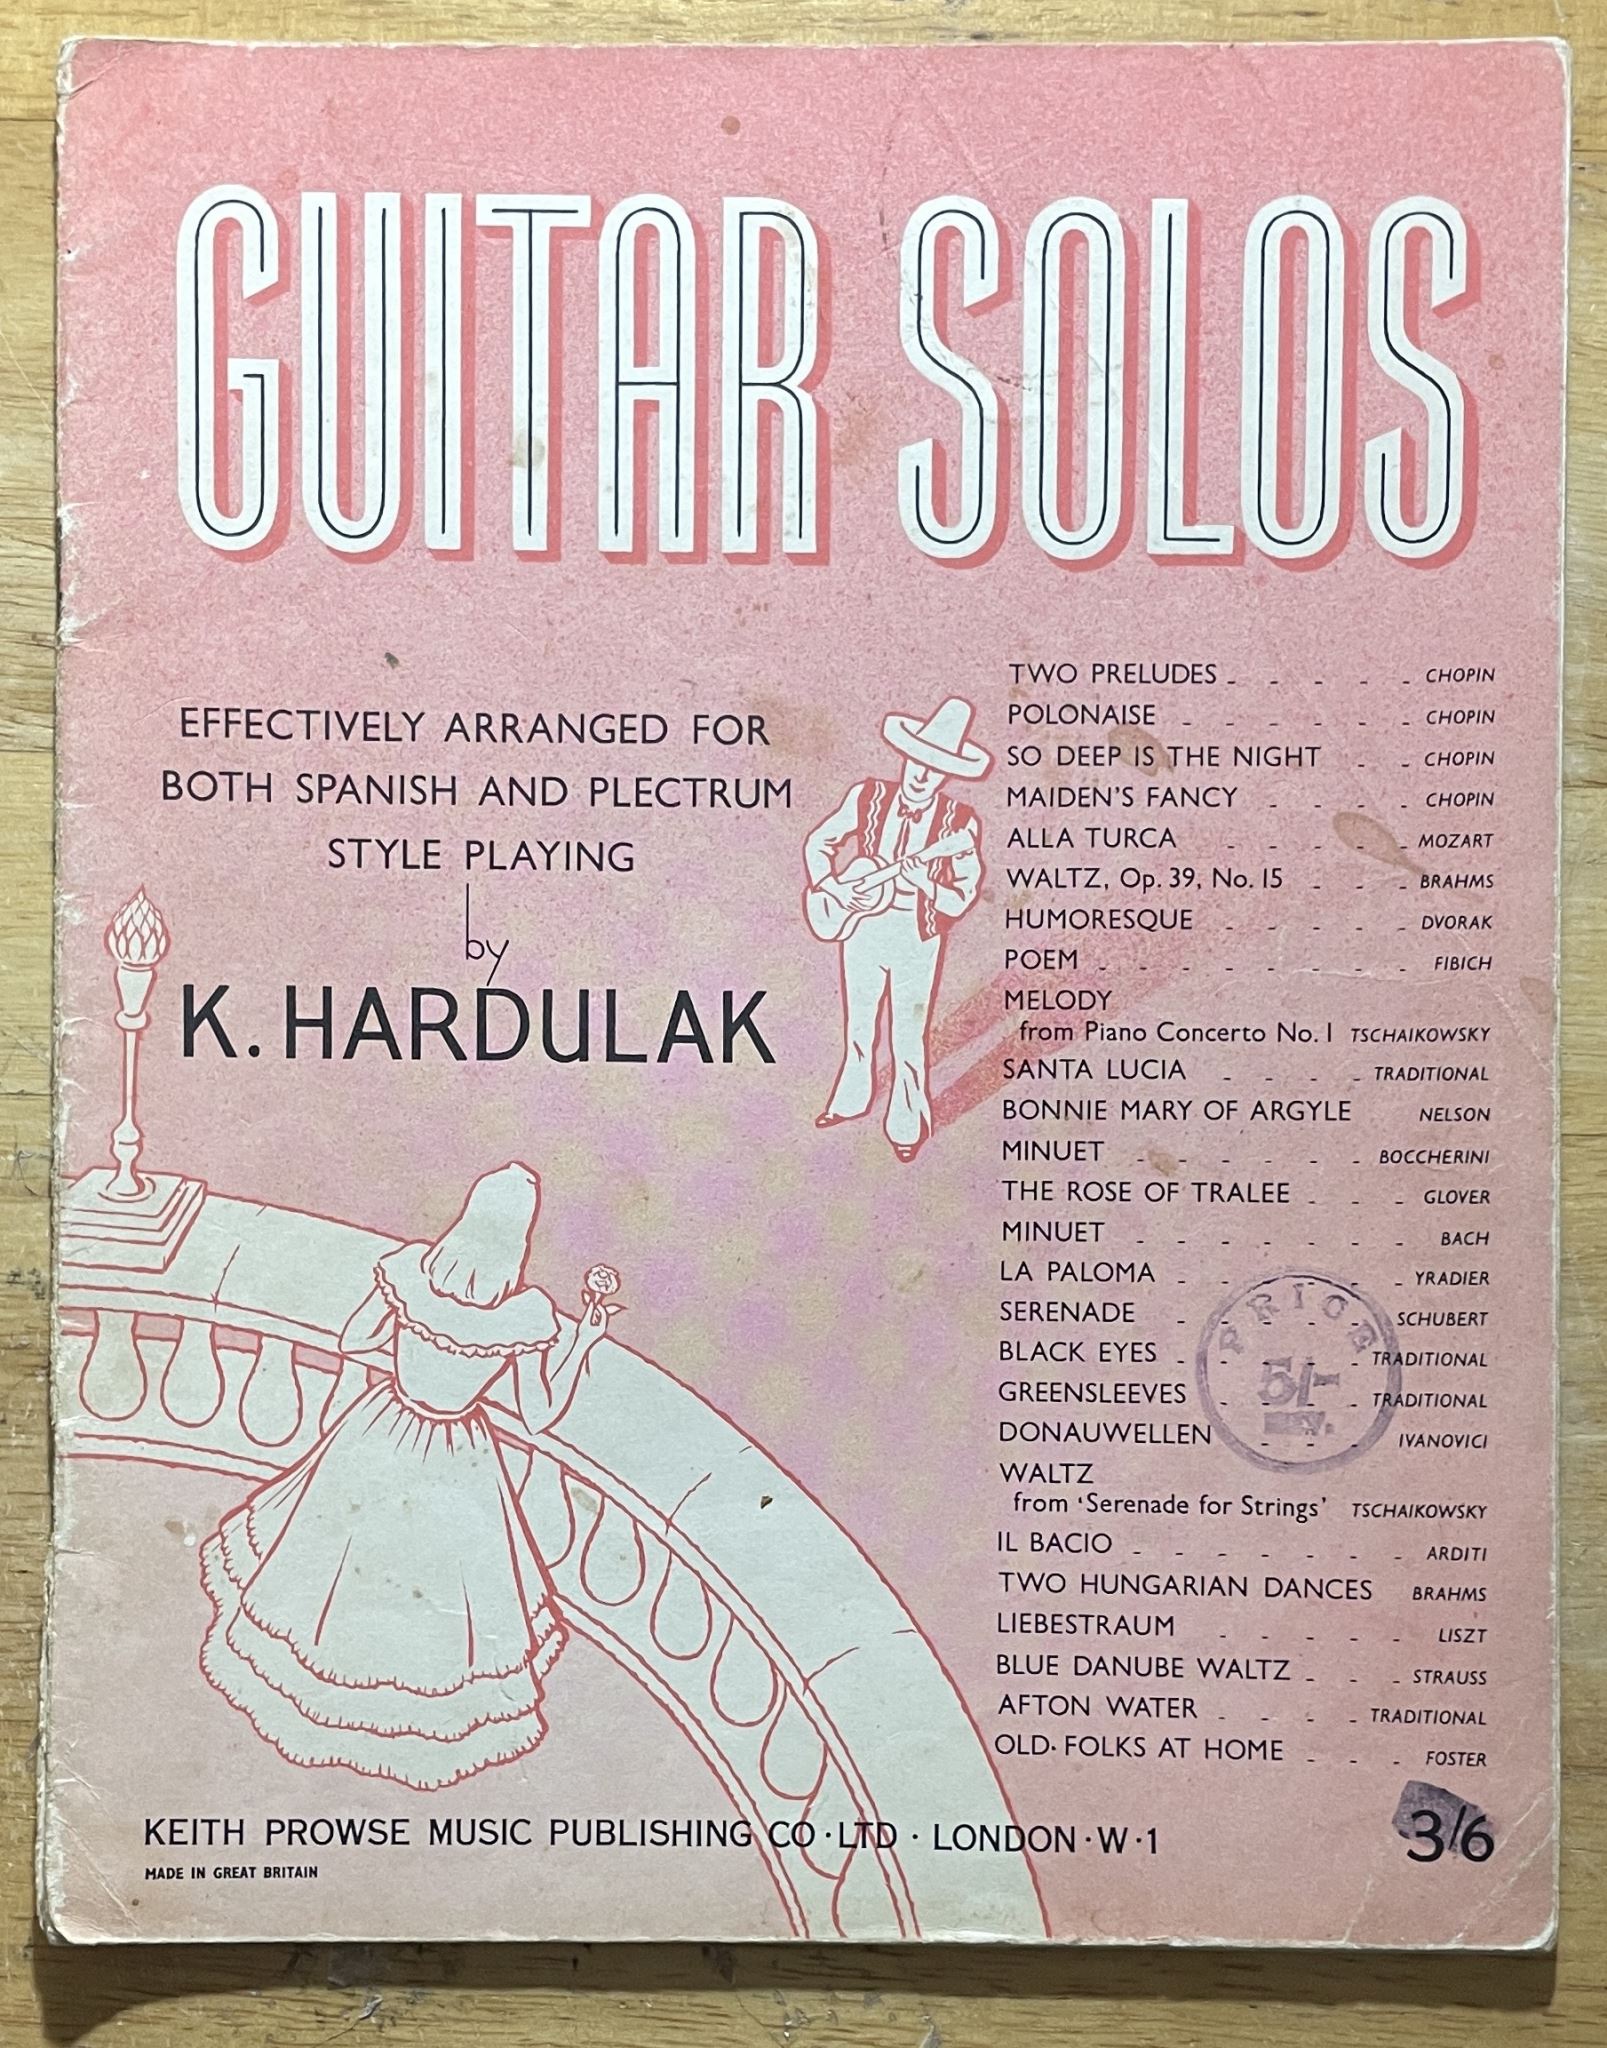 GUITAR SOLOS
EFFECTIVELY ARRANGED FOR
BOTH SPANISH AND PLECTRUM
STYLE PLAYING
by
K. HARDULAK
TWO PRELUDES - - - - - CHOPIN
POLONAISE - - - - - - CHOPIN
SO DEEP IS THE NIGHT - - CHOPIN
MAIDEN'S FANCY - - - - CHOPIN
ALLA TURCA - - - - - MOZART
WALTZ, Op. 39, No. 15 - - - BRAHMS
HUMORESQUE - - - - - DVORAK
POEM - - - - - - - - FIBICH
MELODY
from Piano Concerto No. 1 TSCHAIKOWSKY
SANTA LUCIA - - - - TRADITIONAL
BONNIE MARY OF ARGYLE NELSON
MINUET - - - - - - BOCCHERINI
THE ROSE OF TRALEE - - - GLOVER
MINUET - - - - - - - BACH
LA PALOMA - - - - - - YRADIER
SERENADE - - - - - SCHUBERT
BLACK EYES - - - - - TRADITIONAL
GREENSLEEVES - - - - TRADITIONAL
DONAUWELLEN - - - IVANOVICI
WALTZ
from 'Serenade for Strings' TSCHAIKOWSKY
IL BACIO - - - - - - - ARDITI
TWO HUNGARIAN DANCES BRAHMS
LIEBESTRAUM - - - - - LISZT
BLUE DANUBE WALTZ - - - STRAUSS
AFTON WATER - - - - TRADITIONAL
OLD FOLKS AT HOME - - - FOSTER
PRICE
5/-
KEITH PROWSE MUSIC PUBLISHING CO · LTD · LONDON · W · 1
3/6
MADE IN GREAT BRITAIN